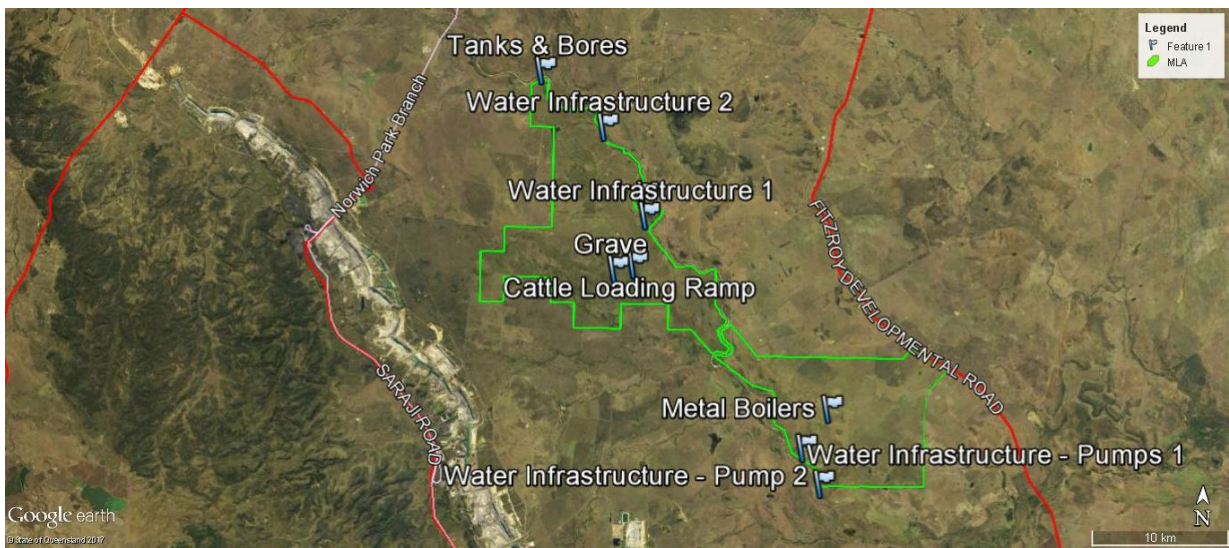 Legend
Feature 1
MLA
Tanks & Bores
Water Infrastructure 2
Norwich Park Branch
Water Infrastructure 1
FITZROY DEVELOPMENTAL ROAD
Grave
Cattle Loading Ramp
SARAJI ROAD
Metal Boilers
Water Infrastructure - Pumps 1
Water Infrastructure - Pump 2
Google earth
© State of Queensland 2017
N
10 km